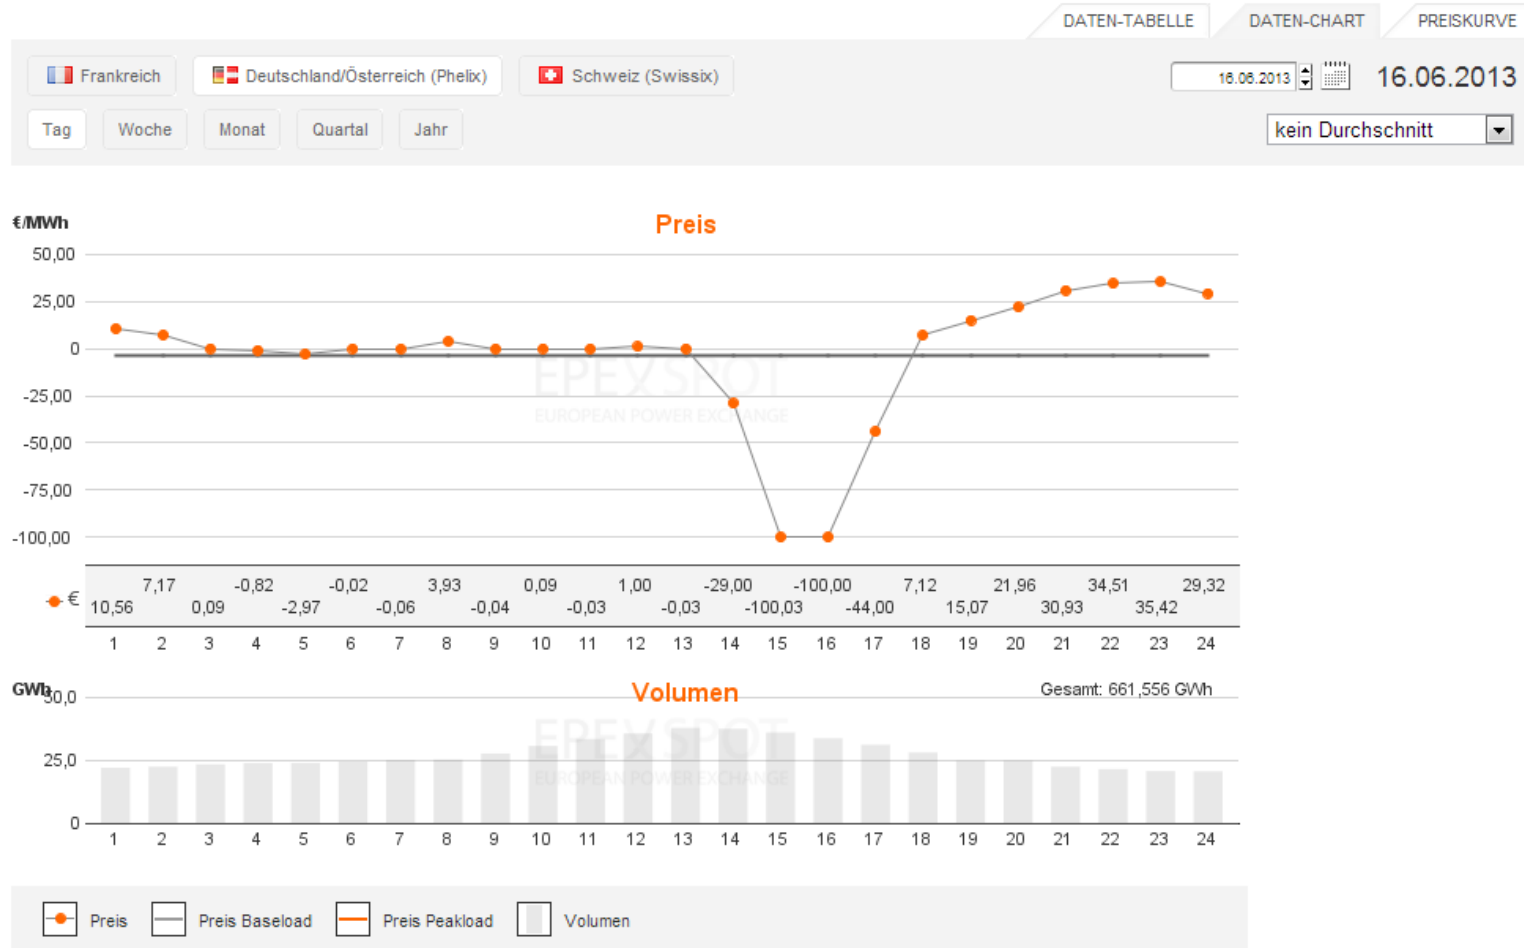 DATEN-TABELLE DATEN-CHART PREISKURVE
Frankreich Deutschland/Österreich (Phelix) Schweiz (Swissix) 16.06.2013 16.06.2013
Tag Woche Monat Quartal Jahr kein Durchschnitt
€/MWh Preis
50,00
25,00
0
EPEXSPOT
-25,00
EUROPEAN POWER EXCHANGE
-50,00
-75,00
-100,00
7,17 -0,82 -0,02 3,93 0,09 1,00 -29,00 -100,00 7,12 21,96 34,51 29,32
€ 10,56 0,09 -2,97 -0,06 -0,04 -0,03 -0,03 -100,03 -44,00 15,07 30,93 35,42
1 2 3 4 5 6 7 8 9 10 11 12 13 14 15 16 17 18 19 20 21 22 23 24
GWh Volumen Gesamt: 661,556 GWh
50,0
EPEXSPOT
25,0
EUROPEAN POWER EXCHANGE
0
1 2 3 4 5 6 7 8 9 10 11 12 13 14 15 16 17 18 19 20 21 22 23 24
Preis Preis Baseload Preis Peakload Volumen